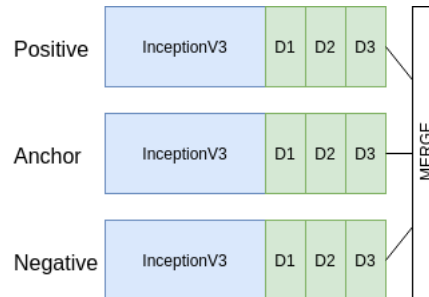 Positive
InceptionV3 D1 D2 D3
Anchor
InceptionV3 D1 D2 D3
Negative
InceptionV3 D1 D2 D3
MERGE